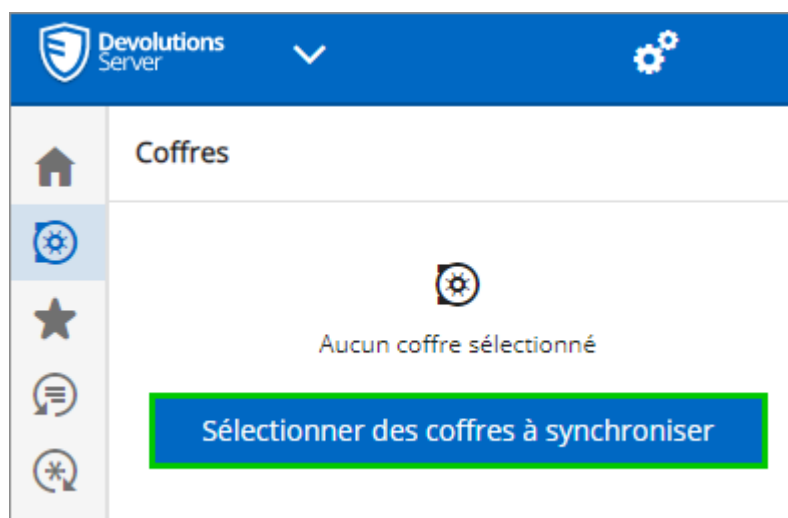 Devolutions
Server
Coffres
Aucun coffre sélectionné
Sélectionner des coffres à synchroniser